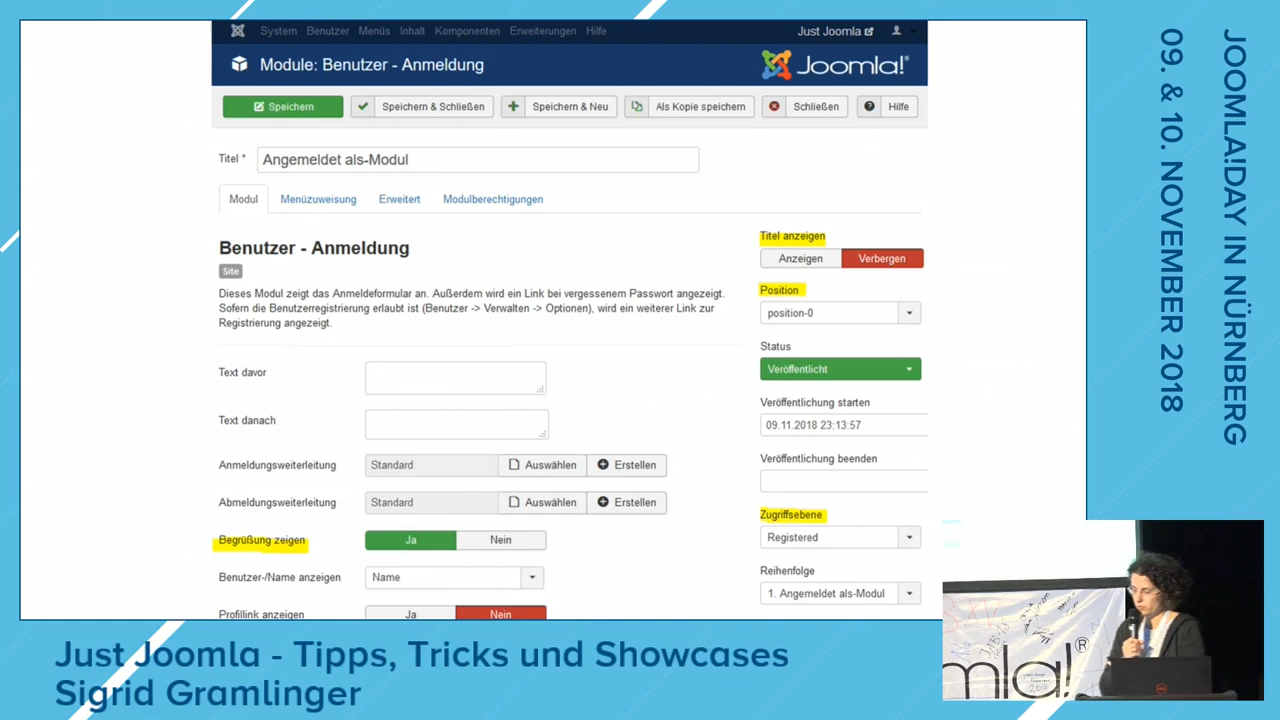 System Benutzer Menüs Inhalt Komponenten Erweiterungen Hilfe Just Joomla
Module: Benutzer - Anmeldung
Joomla!®
Speichern
Speichern & Schließen
Speichern & Neu
Als Kopie speichern
Schließen
Hilfe
Titel *
Angemeldet als-Modul
Modul Menüzuweisung Erweitert Modulberechtigungen
Benutzer - Anmeldung
Site
Dieses Modul zeigt das Anmeldeformular an. Außerdem wird ein Link bei vergessenem Passwort angezeigt.
Sofern die Benutzerregistrierung erlaubt ist (Benutzer -> Verwalten -> Optionen), wird ein weiterer Link zur
Registrierung angezeigt.
Text davor
Text danach
Anmeldungsweiterleitung Standard Auswählen Erstellen
Abmeldungsweiterleitung Standard Auswählen Erstellen
Begrüßung zeigen Ja Nein
Benutzer-/Name anzeigen Name
Profillink anzeigen Ja Nein
Titel anzeigen
Anzeigen Verbergen
Position
position-0
Status
Veröffentlicht
Veröffentlichung starten
09.11.2018 23:13:57
Veröffentlichung beenden
Zugriffsebene
Registered
Reihenfolge
1. Angemeldet als-Modul
JOOMLA!DAY IN NÜRNBERG
09. & 10. NOVEMBER 2018
mla!®
Just Joomla - Tipps, Tricks und Showcases
Sigrid Gramlinger